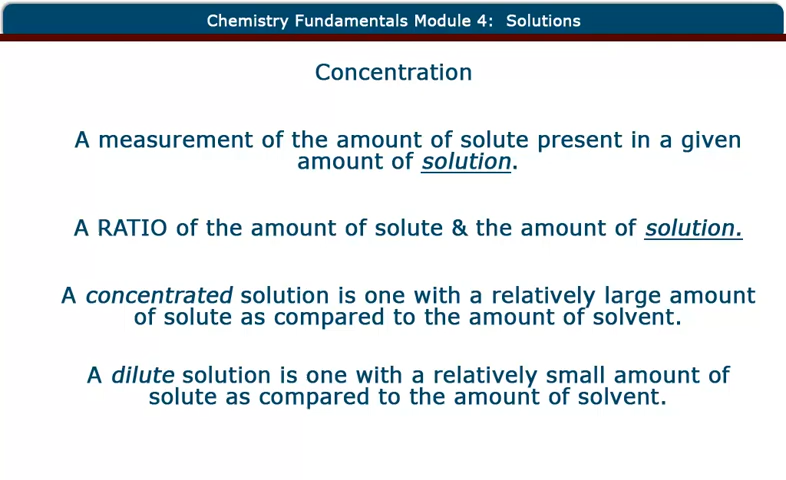 Chemistry Fundamentals Module 4: Solutions
Concentration
A measurement of the amount of solute present in a given
amount of solution.
A RATIO of the amount of solute & the amount of solution.
A concentrated solution is one with a relatively large amount
of solute as compared to the amount of solvent.
A dilute solution is one with a relatively small amount of
solute as compared to the amount of solvent.